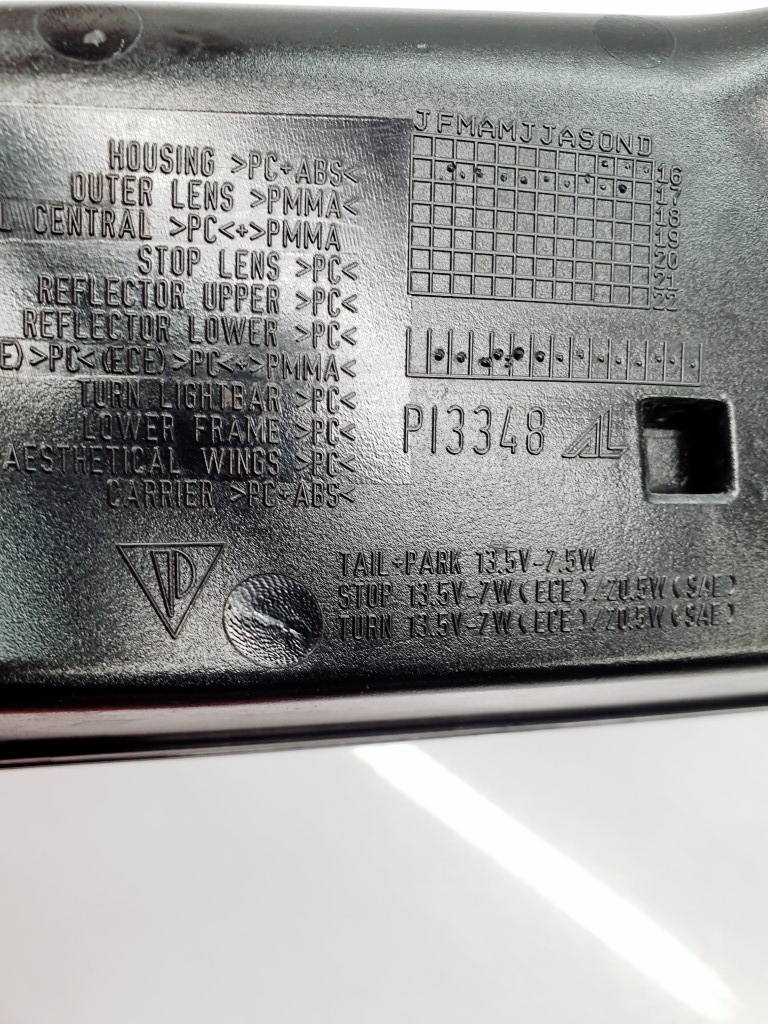 HOUSING >PC+ABS<
OUTER LENS >PMMA<
L CENTRAL >PC<+>PMMA
STOP LENS >PC<
REFLECTOR UPPER >PC<
REFLECTOR LOWER >PC<
E)>PC<(ECE)>PC<+>PMMA<
TURN LIGHTBAR >PC<
LOWER FRAME >PC<
AESTHETICAL WINGS >PC<
CARRIER >PC+ABS<
JFMAMJJASOND
16
17
18
19
20
21
22
PI3348 AL
TAIL+PARK 13.5V-7.5W
STOP 13.5V-7W(ECE)/20.5W(SAE)
TURN 13.5V-7W(ECE)/20.5W(SAE)